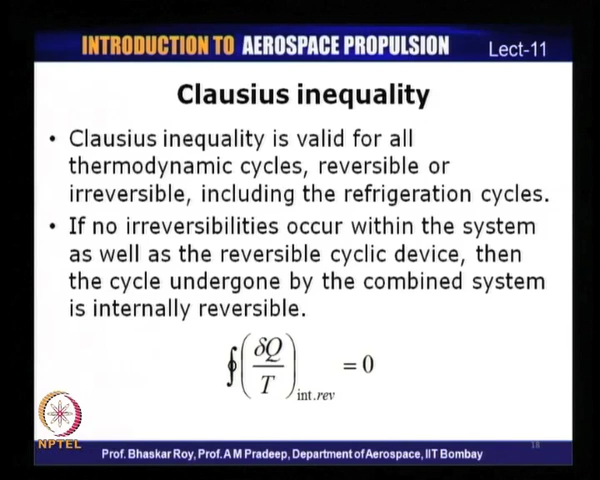 INTRODUCTION TO AEROSPACE PROPULSION Lect-11
Clausius inequality
• Clausius inequality is valid for all
thermodynamic cycles, reversible or
irreversible, including the refrigeration cycles.
• If no irreversibilities occur within the system
as well as the reversible cyclic device, then
the cycle undergone by the combined system
is internally reversible.
∮(δQ/T)int.rev = 0
NPTEL
18
Prof. Bhaskar Roy, Prof. A M Pradeep, Department of Aerospace, IIT Bombay